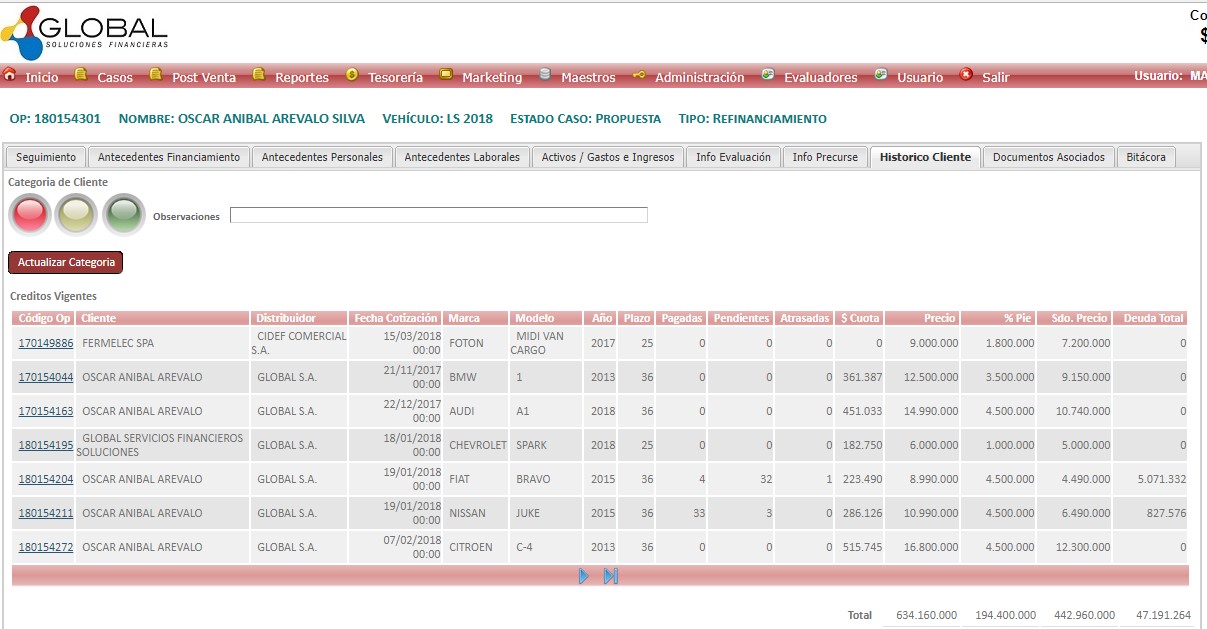 GLOBAL
SOLUCIONES FINANCIERAS
Co
$
Inicio Casos Post Venta Reportes Tesorería Marketing Maestros Administración Evaluadores Usuario Salir Usuario: MA
OP: 180154301 NOMBRE: OSCAR ANIBAL AREVALO SILVA VEHÍCULO: LS 2018 ESTADO CASO: PROPUESTA TIPO: REFINANCIAMIENTO
Seguimiento Antecedentes Financiamiento Antecedentes Personales Antecedentes Laborales Activos / Gastos e Ingresos Info Evaluación Info Precurse Historico Cliente Documentos Asociados Bitácora
Categoria de Cliente
Observaciones
Actualizar Categoria
Creditos Vigentes
Código Op Cliente Distribuidor Fecha Cotización Marca Modelo Año Plazo Pagadas Pendientes Atrasadas $ Cuota Precio % Pie Sdo. Precio Deuda Total
170149886 FERMELEC SPA CIDEF COMERCIAL S.A. 15/03/2018 00:00 FOTON MIDI VAN CARGO 2017 25 0 0 0 0 9.000.000 1.800.000 7.200.000 0
170154044 OSCAR ANIBAL AREVALO GLOBAL S.A. 21/11/2017 00:00 BMW 1 2013 36 0 0 0 361.387 12.500.000 3.500.000 9.150.000 0
170154163 OSCAR ANIBAL AREVALO GLOBAL S.A. 22/12/2017 00:00 AUDI A1 2018 36 0 0 0 451.033 14.990.000 4.500.000 10.740.000 0
180154195 GLOBAL SERVICIOS FINANCIEROS SOLUCIONES GLOBAL S.A. 18/01/2018 00:00 CHEVROLET SPARK 2018 25 0 0 0 182.750 6.000.000 1.000.000 5.000.000 0
180154204 OSCAR ANIBAL AREVALO GLOBAL S.A. 19/01/2018 00:00 FIAT BRAVO 2015 36 4 32 1 223.490 8.990.000 4.500.000 4.490.000 5.071.332
180154211 OSCAR ANIBAL AREVALO GLOBAL S.A. 19/01/2018 00:00 NISSAN JUKE 2015 36 33 3 0 286.126 10.990.000 4.500.000 6.490.000 827.576
180154272 OSCAR ANIBAL AREVALO GLOBAL S.A. 07/02/2018 00:00 CITROEN C-4 2013 36 0 0 0 515.745 16.800.000 4.500.000 12.300.000 0
Total 634.160.000 194.400.000 442.960.000 47.191.264